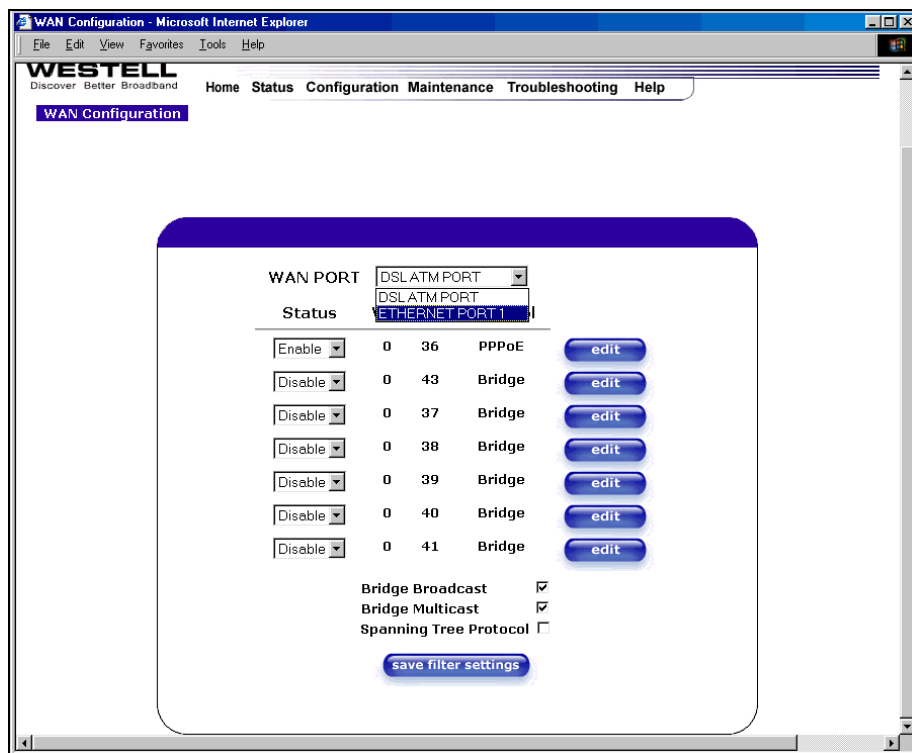 WAN Configuration - Microsoft Internet Explorer
File Edit View Favorites Tools Help
WESTELL
Discover Better Broadband
Home Status Configuration Maintenance Troubleshooting Help
WAN Configuration
WAN PORT DSL ATM PORT
DSL ATM PORT
Status ETHERNET PORT 1
Enable 0 36 PPPoE edit
Disable 0 43 Bridge edit
Disable 0 37 Bridge edit
Disable 0 38 Bridge edit
Disable 0 39 Bridge edit
Disable 0 40 Bridge edit
Disable 0 41 Bridge edit
Bridge Broadcast
Bridge Multicast
Spanning Tree Protocol
save filter settings